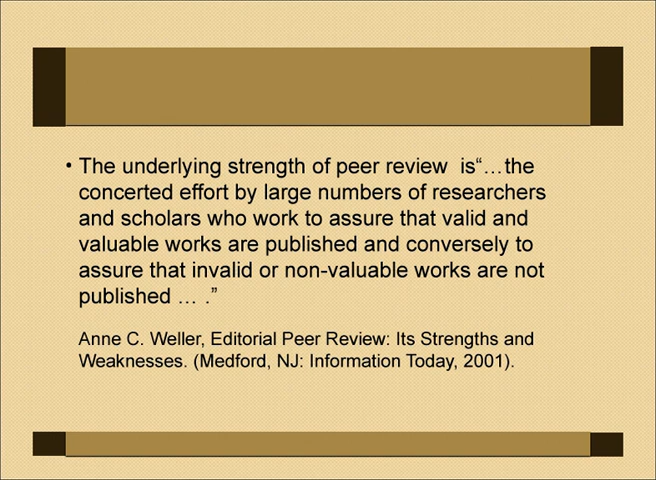 • The underlying strength of peer review  is“…the
concerted effort by large numbers of researchers
and scholars who work to assure that valid and
valuable works are published and conversely to
assure that invalid or non-valuable works are not
published … .”
Anne C. Weller, Editorial Peer Review: Its Strengths and
Weaknesses. (Medford, NJ: Information Today, 2001).